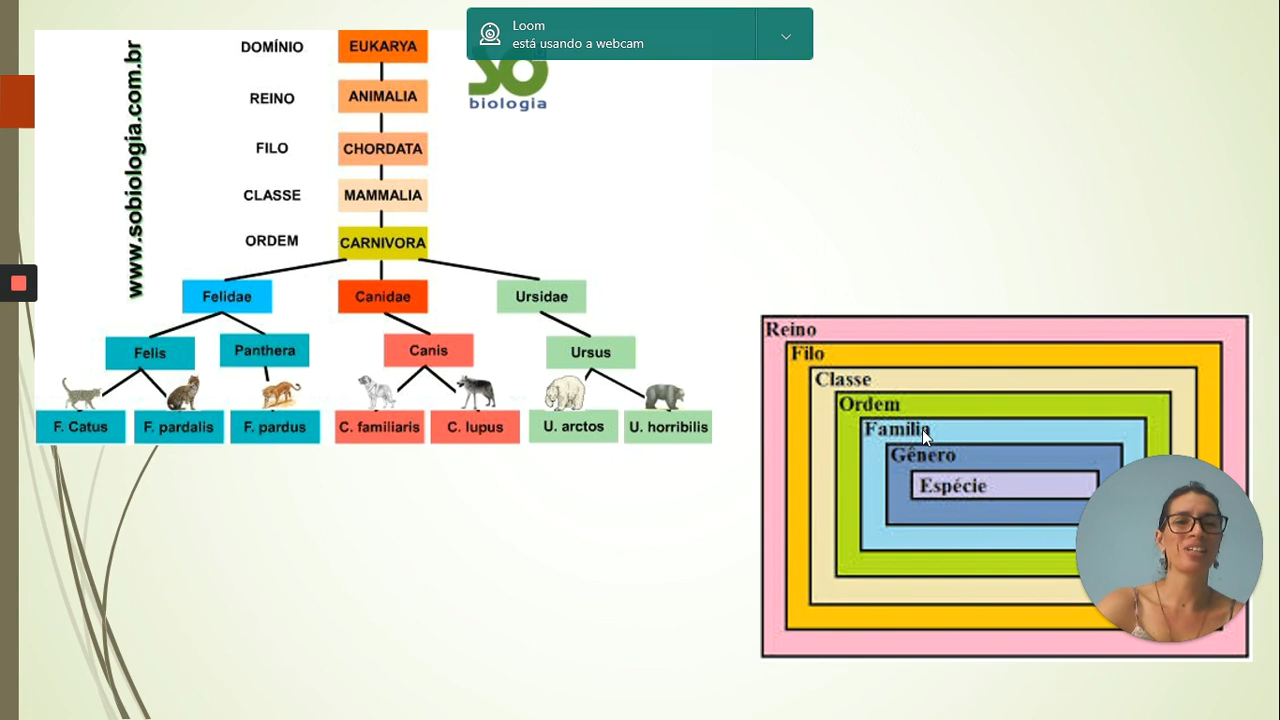 Loom
está usando a webcam
www.sobiologia.com.br
SO
biologia
DOMÍNIO EUKARYA
REINO ANIMALIA
FILO CHORDATA
CLASSE MAMMALIA
ORDEM CARNIVORA
Felidae Canidae Ursidae
Felis Panthera Canis Ursus
F. Catus F. pardalis F. pardus C. familiaris C. lupus U. arctos U. horribilis
Reino
Filo
Classe
Ordem
Família
Gênero
Espécie